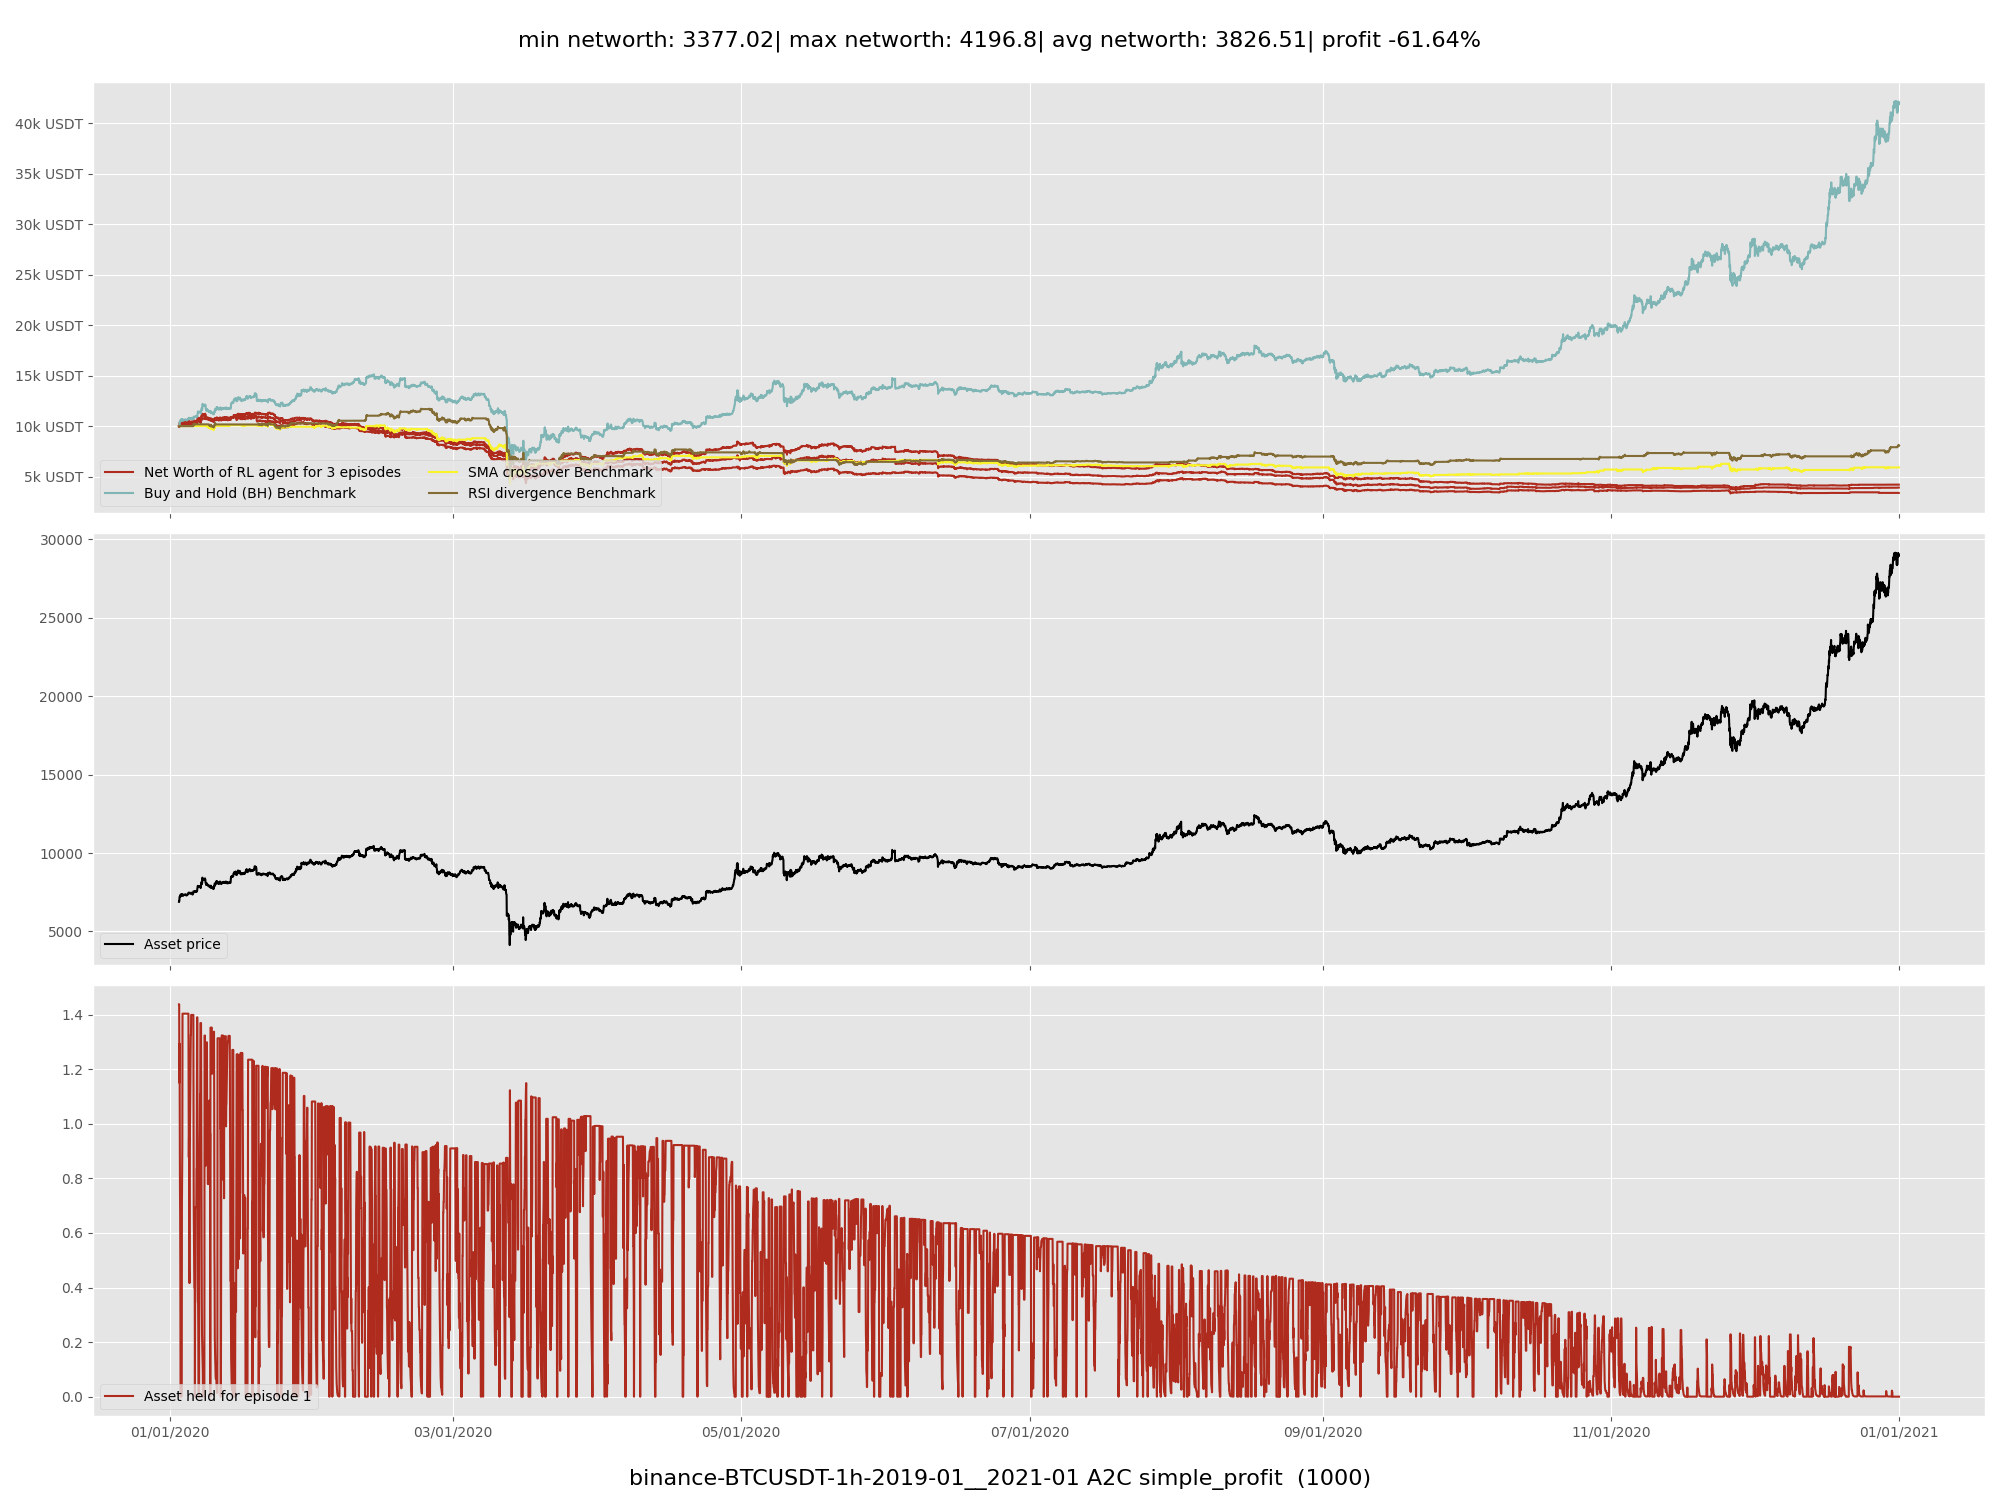 min networth: 3377.02| max networth: 4196.8| avg networth: 3826.51| profit -61.64%
40k USDT
35k USDT
30k USDT
25k USDT
20k USDT
15k USDT
10k USDT
5k USDT
Net Worth of RL agent for 3 episodes
Buy and Hold (BH) Benchmark
SMA crossover Benchmark
RSI divergence Benchmark
30000
25000
20000
15000
10000
5000
Asset price
1.4
1.2
1.0
0.8
0.6
0.4
0.2
0.0
Asset held for episode 1
01/01/2020 03/01/2020 05/01/2020 07/01/2020 09/01/2020 11/01/2020 01/01/2021
binance-BTCUSDT-1h-2019-01__2021-01 A2C simple_profit  (1000)